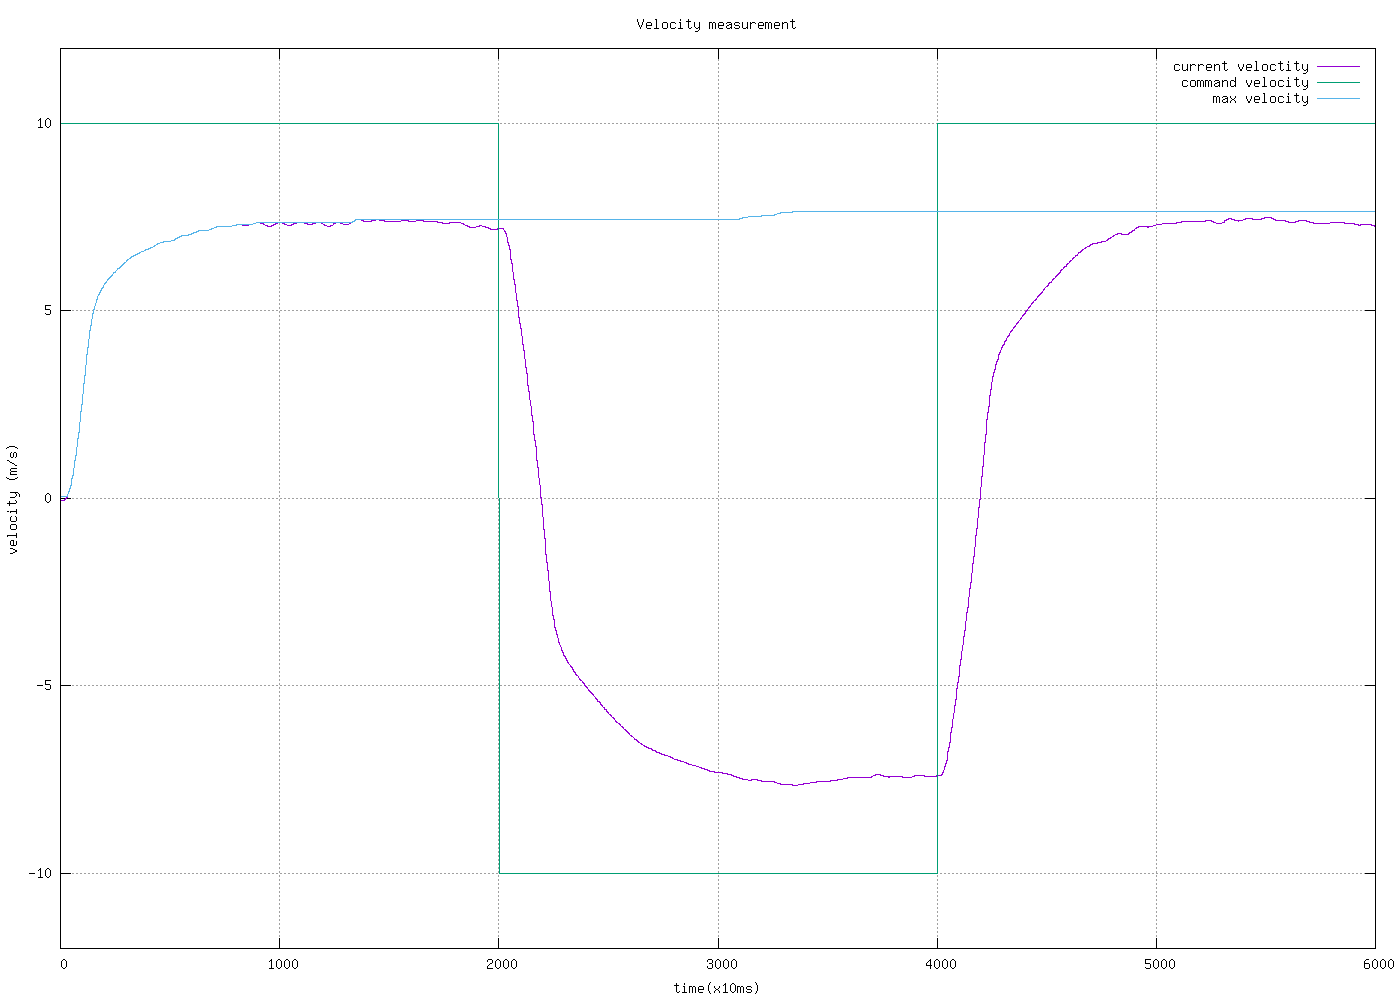 Velocity measurement
current veloctity
command velocity
max velocity
10
5
0
-5
-10
velocity (m/s)
0 1000 2000 3000 4000 5000 6000
time(x10ms)